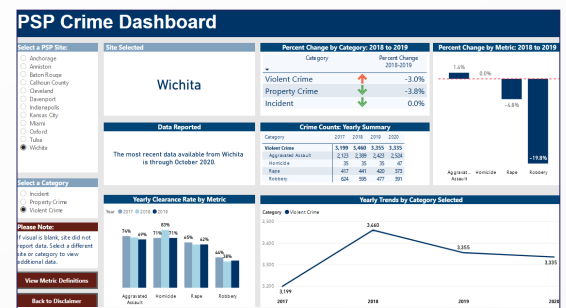 PSP Crime Dashboard
Select a PSP Site:
Anchorage
Anniston
Baton Rouge
Calhoun County
Cleveland
Davenport
Indianapolis
Kansas City
Miami
Oxford
Tulsa
Wichita
Select a Category
Incident
Property Crime
Violent Crime
Please Note:
If visual is blank, site did not
report data. Select a different
site or category to view
additional data.
View Metric Definitions
Back to Disclaimer
Site Selected
Wichita
Data Reported
The most recent data available from Wichita
is through October 2020.
Percent Change by Category: 2018 to 2019
Category Percent Change
2018-2019
Violent Crime -3.0%
Property Crime -3.8%
Incident 0.0%
Crime Counts: Yearly Summary
Category 2017 2018 2019 2020
Violent Crime 3,199 3,460 3,355 3,335
Aggravated Assault 2,123 2,389 2,423 2,524
Homicide 35 35 35 47
Rape 417 441 420 373
Robbery 624 595 477 391
Percent Change by Metric: 2018 to 2019
1.4%
0.0%
-4.8%
-19.8%
Aggravat... Homicide Rape Robbery
Assault
Yearly Clearance Rate by Metric
Year 2017 2018 2019
76% 69% 71% 83% 71% 65% 62% 38%
Aggravated Homicide Rape Robbery
Assault
Yearly Trends by Category Selected
Category Violent Crime
3,300
3,200
3,199
3,460
3,355
3,335
2017 2018 2019 2020